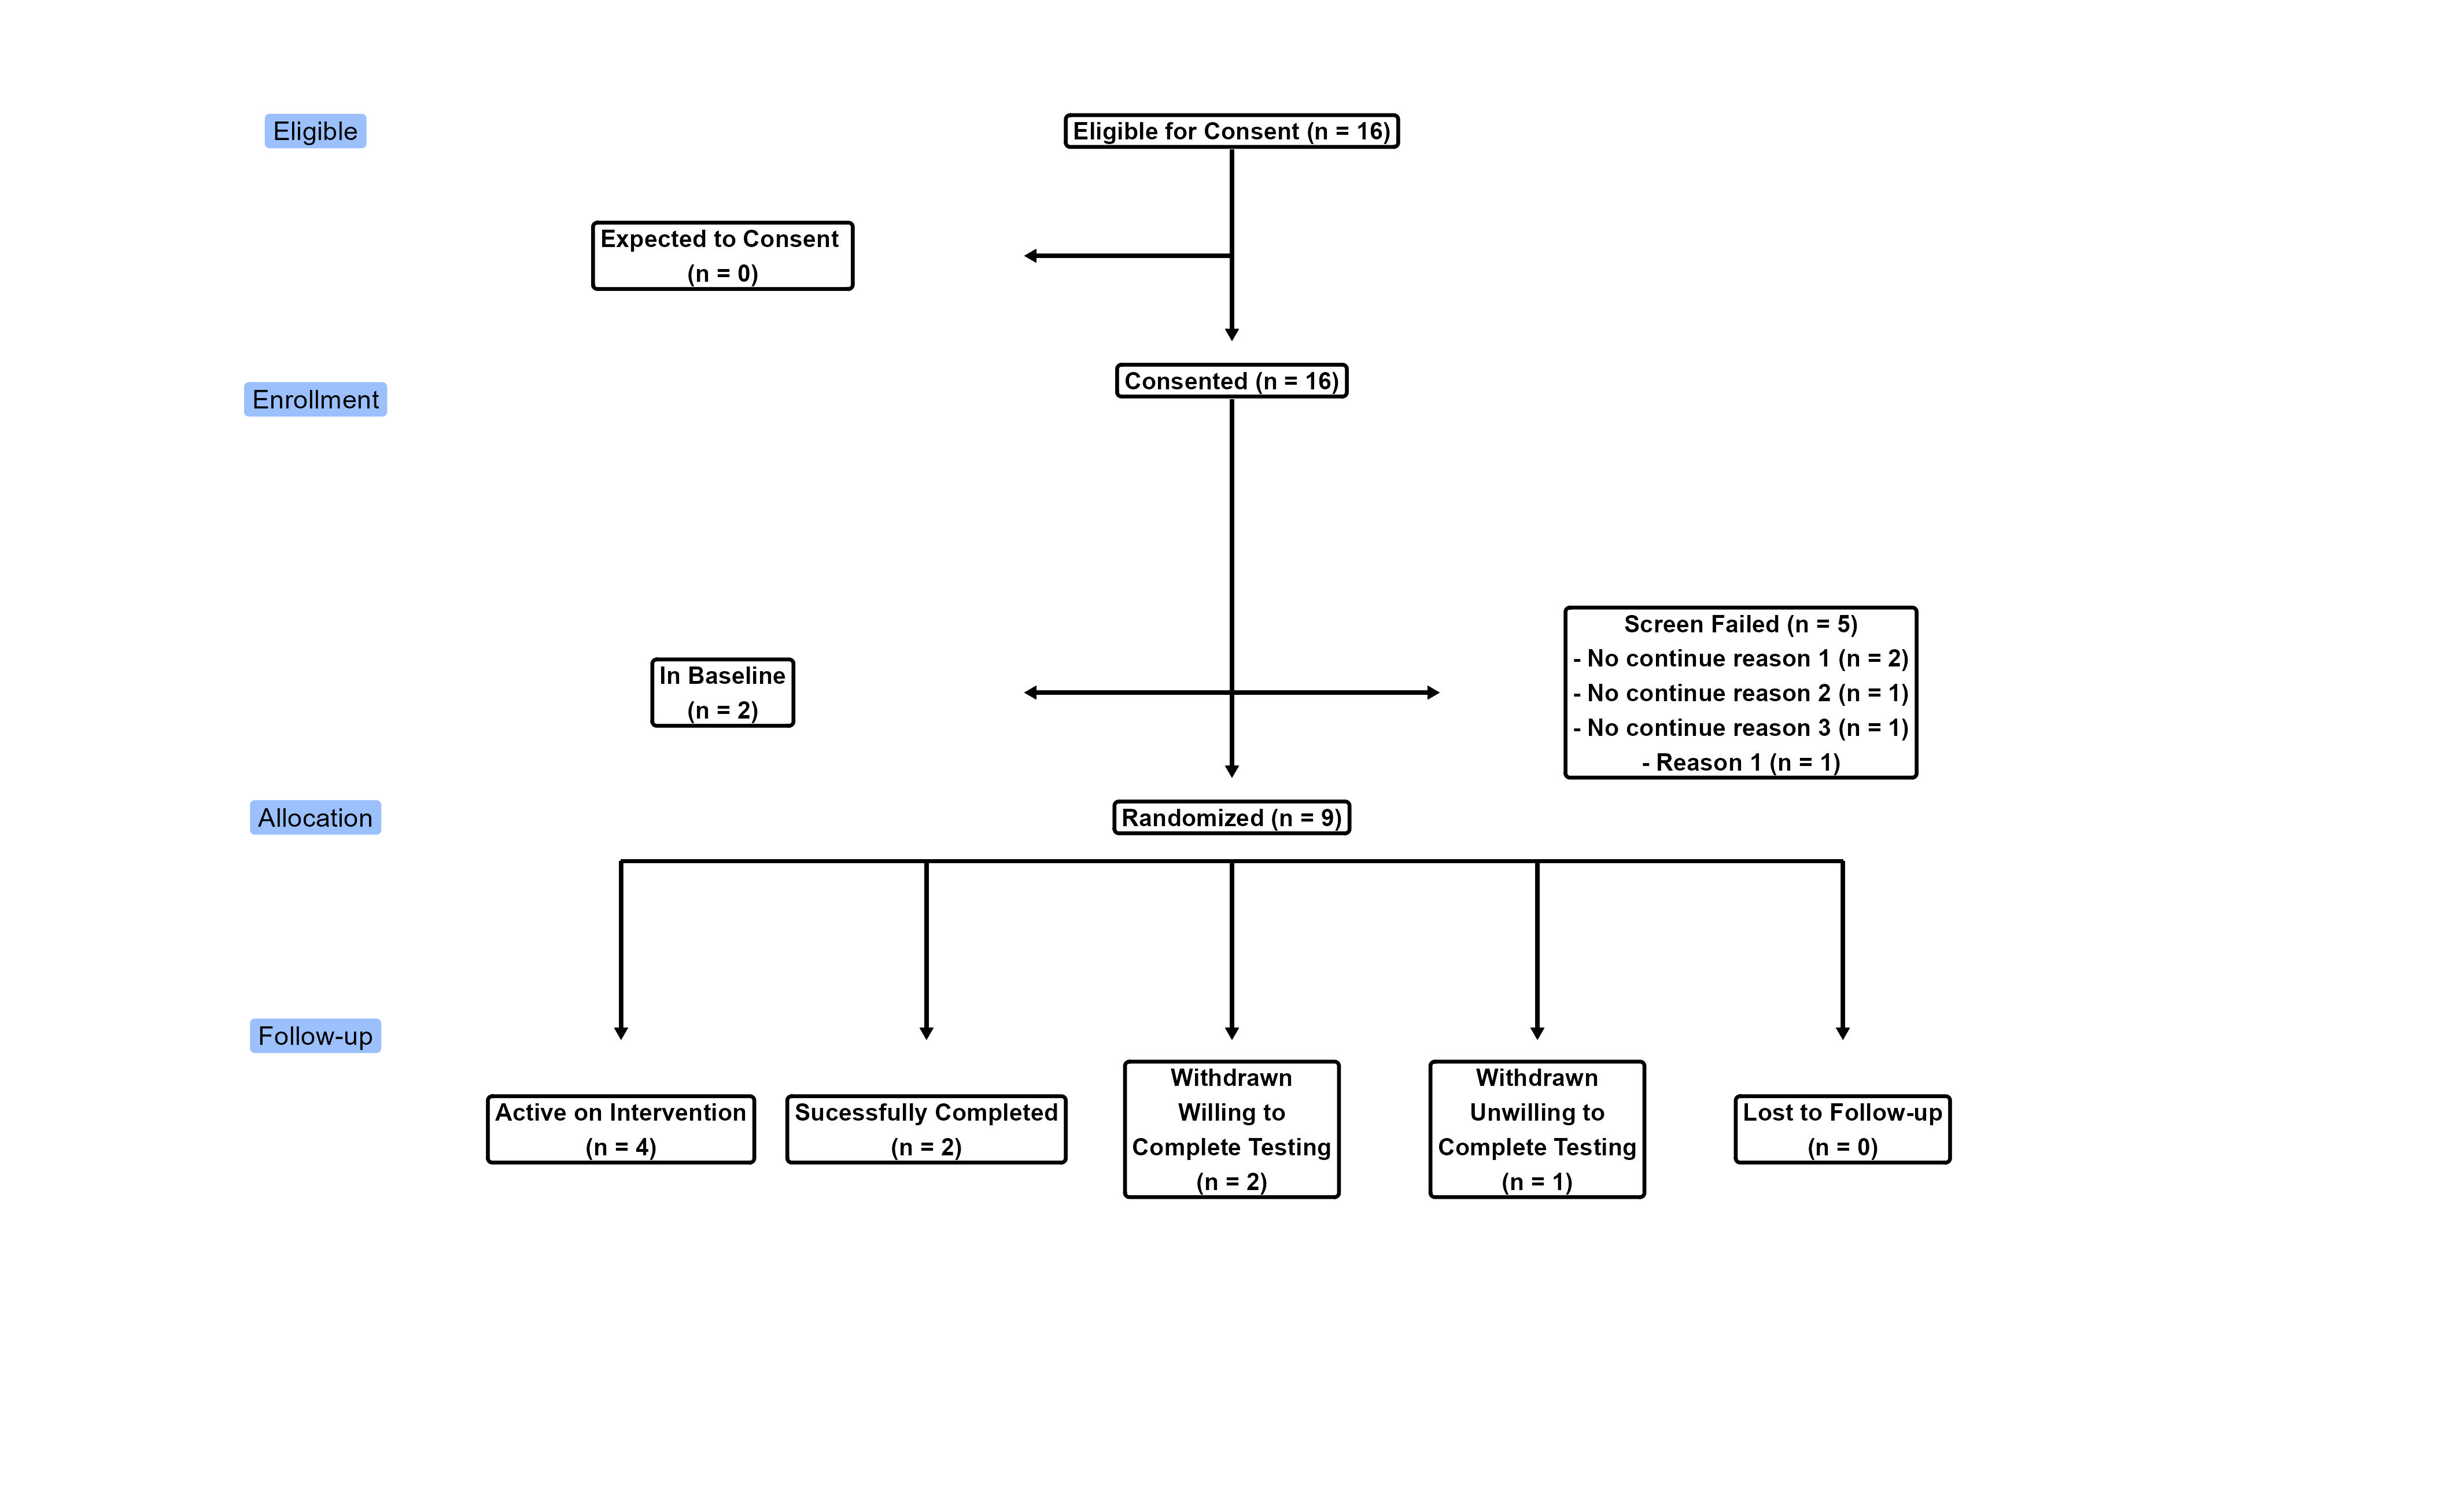 Eligible
Eligible for Consent (n = 16)
Expected to Consent
(n = 0)
Enrollment
Consented (n = 16)
In Baseline
(n = 2)
Screen Failed (n = 5)
- No continue reason 1 (n = 2)
- No continue reason 2 (n = 1)
- No continue reason 3 (n = 1)
- Reason 1 (n = 1)
Allocation
Randomized (n = 9)
Follow-up
Active on Intervention
(n = 4)
Sucessfully Completed
(n = 2)
Withdrawn
Willing to
Complete Testing
(n = 2)
Withdrawn
Unwilling to
Complete Testing
(n = 1)
Lost to Follow-up
(n = 0)